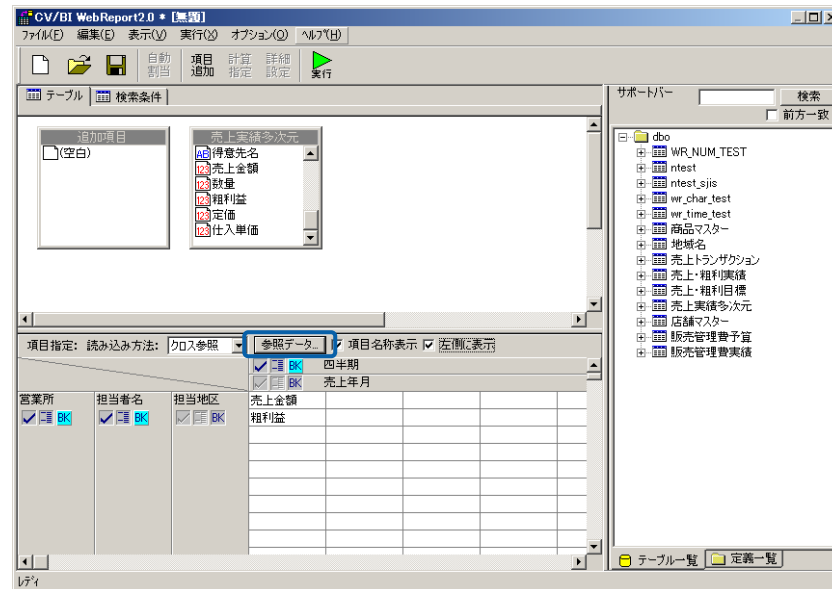 CV/BI WebReport2.0 * [無題]
ファイル(F) 編集(E) 表示(V) 実行(X) オプション(O) ヘルプ(H)
自動割当 項目追加 計算指定 詳細設定 実行
テーブル 検索条件
追加項目
(空白)
売上実績多次元
得意先名
売上金額
数量
粗利益
定価
仕入単価
項目指定: 読み込み方法: クロス参照 参照データ... 項目名称表示 左側に表示
BK 四半期
BK 売上年月
営業所 担当者名 担当地区 売上金額
BK BK BK 粗利益
サポートバー 検索
前方一致
dbo
WR_NUM_TEST
ntest
ntest_sjis
wr_char_test
wr_time_test
商品マスター
地域名
売上トランザクション
売上・粗利実績
売上・粗利目標
売上実績多次元
店舗マスター
販売管理費予算
販売管理費実績
テーブル一覧 定義一覧
レディ